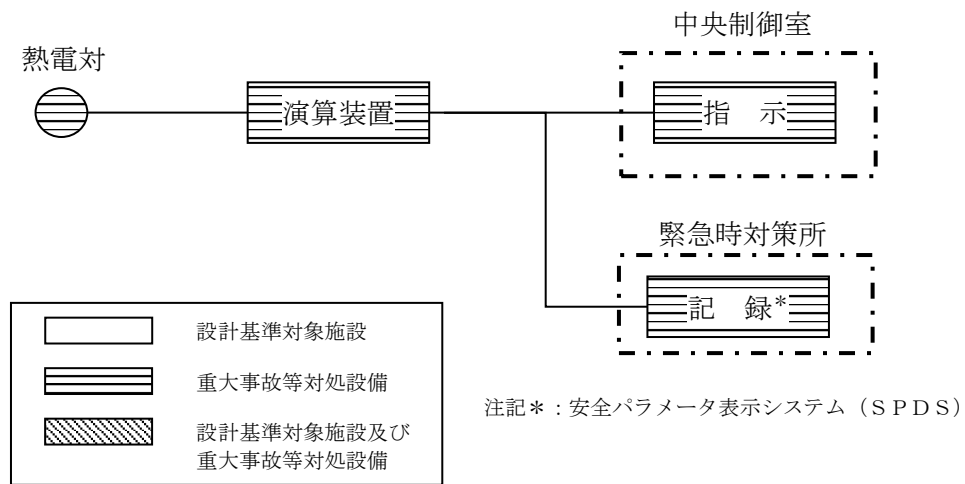 中央制御室
熱電対
演算装置
指　示
緊急時対策所
記　録*
設計基準対象施設
重大事故等対処設備
設計基準対象施設及び
重大事故等対処設備
注記＊：安全パラメータ表示システム（ＳＰＤＳ）